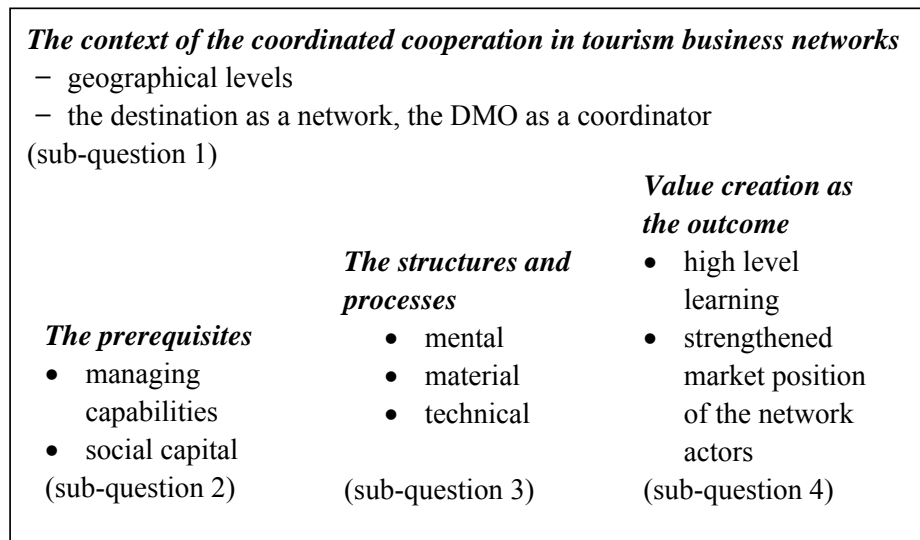 The context of the coordinated cooperation in tourism business networks
− geographical levels
− the destination as a network, the DMO as a coordinator
(sub-question 1)
The prerequisites
• managing
capabilities
• social capital
(sub-question 2)
The structures and
processes
• mental
• material
• technical
(sub-question 3)
Value creation as
the outcome
• high level
learning
• strengthened
market position
of the network
actors
(sub-question 4)